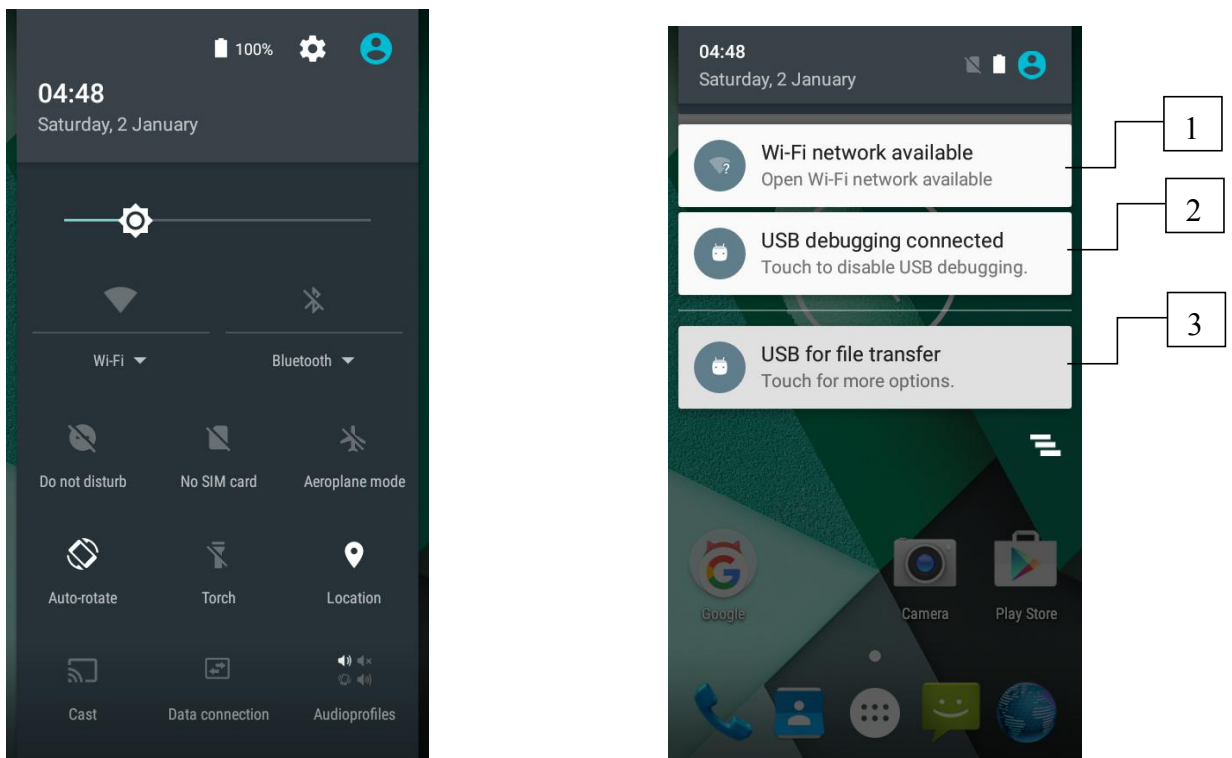 100%
04:48
Saturday, 2 January
Wi-Fi
Bluetooth
Do not disturb
No SIM card
Aeroplane mode
Auto-rotate
Torch
Location
Cast
Data connection
Audioprofiles
04:48
Saturday, 2 January
Wi-Fi network available
Open Wi-Fi network available
1
USB debugging connected
Touch to disable USB debugging.
2
USB for file transfer
Touch for more options.
3
Google
Camera
Play Store